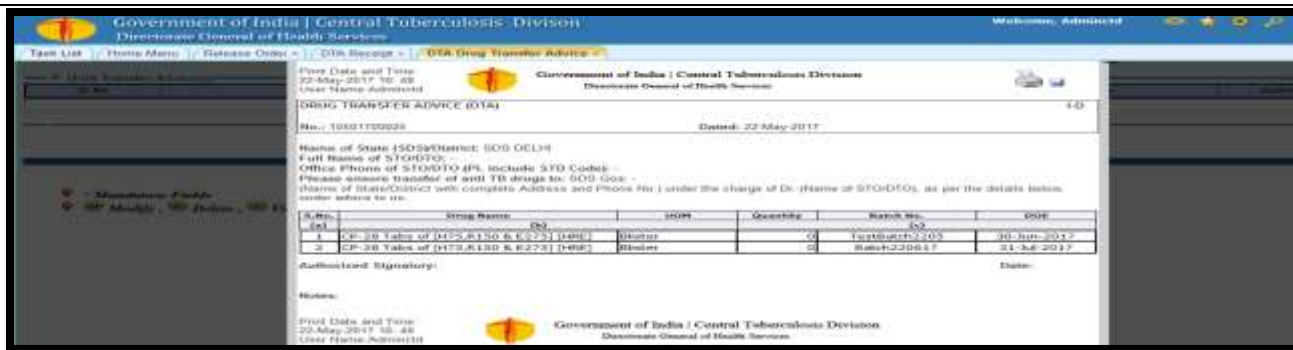 Government of India | Central Tuberculosis Divison
Directorate General of Health Services
Welcome, Adminctd
Task List
Home Menu
Release Order
DTA Receipt
DTA Drug Transfer Advice
Print Date and Time
22-May-2017 10: 48
User Name:Adminctd
Government of India | Central Tuberculosis Division
Directorate General of Health Services
DRUG TRANSFER ADVICE (DTA)
No.:
Dated: 22-May-2017
Name of State (SDS)/District: SDS DELHI
Full Name of STO/DTO: -
Office Phone of STO/DTO (Pl. include STD Code): -
Please ensure transfer of anti TB drugs to: SDS Goa: -
(Name of State/District with complete Address and Phone No.) under the charge of Dr. (Name of STO/DTO), as per the details below
under advice to us.
S.No. Drug Name UOM Quantity Batch No. DOE
(a) (b) (c)
1 CP-28 Tabs of [H75,R150 & E275] [HRE] Blister 0 TestBatch2205 30-Jun-2017
2 CP-28 Tabs of [H75,R150 & E275] [HRE] Blister 0 Batch220617 31-Jul-2017
Authorized Signatory:
Date:
Notes:
Print Date and Time
22-May-2017 10: 48
User Name:Adminctd
Government of India | Central Tuberculosis Division
Directorate General of Health Services
Mandatory Fields
Modify , Delete ,